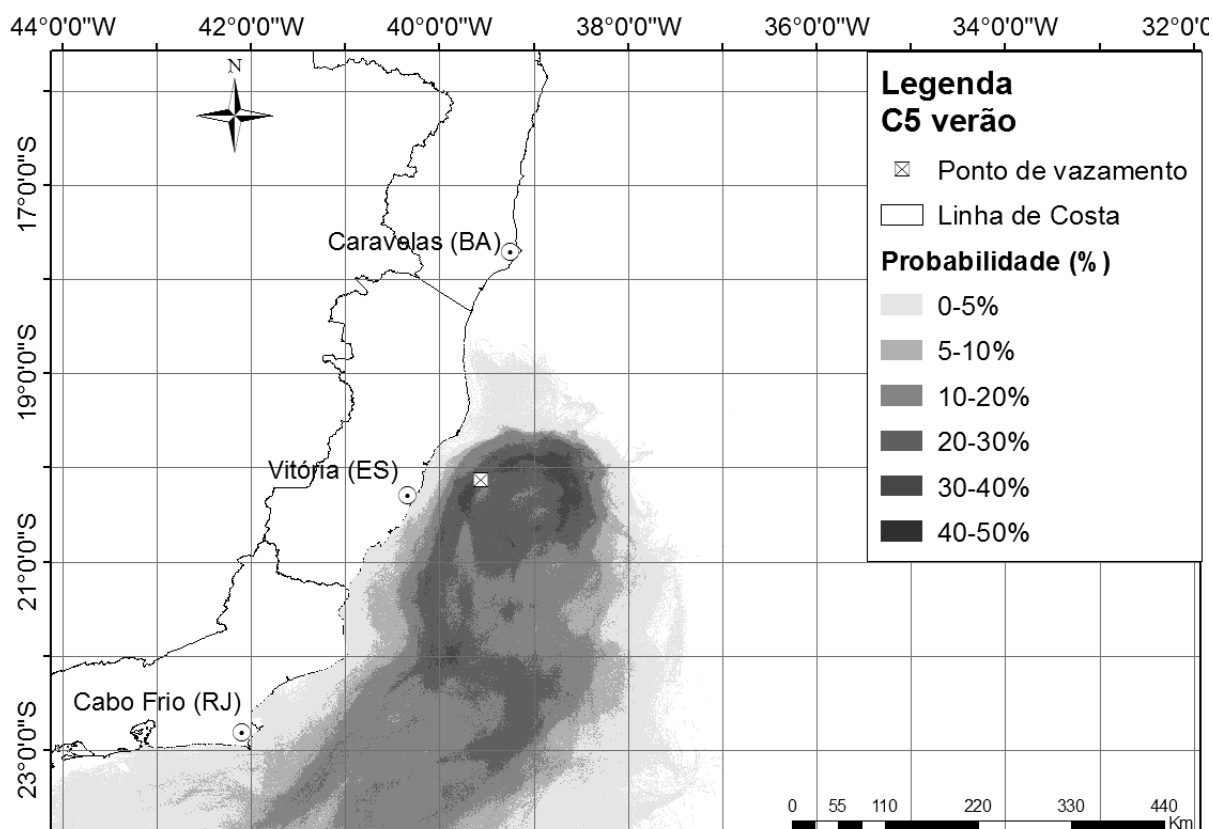 44°0'0"W 42°0'0"W 40°0'0"W 38°0'0"W 36°0'0"W 34°0'0"W 32°0'0
N
Legenda
C5 verão
Ponto de vazamento
Linha de Costa
Probabilidade (%)
0-5%
5-10%
10-20%
20-30%
30-40%
40-50%
17°0'0"S
Caravelas (BA)
19°0'0"S
Vitória (ES)
21°0'0"S
Cabo Frio (RJ)
23°0'0"S
0 55 110 220 330 440
Km